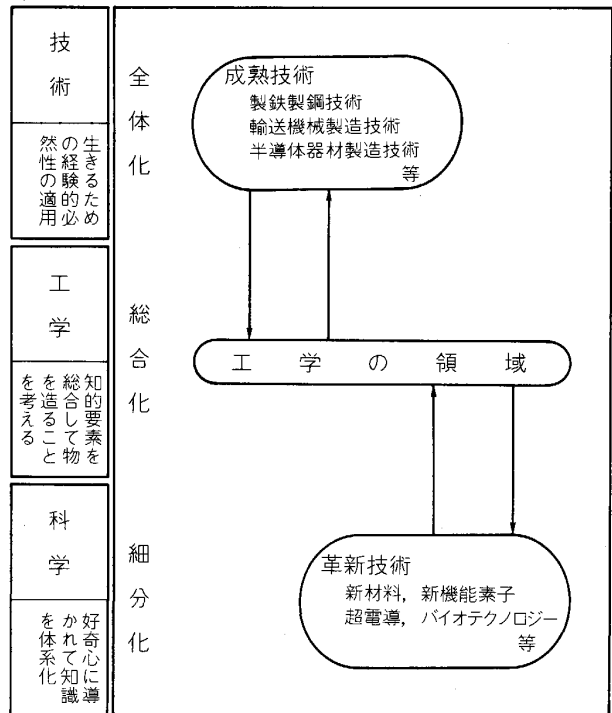 技術
生きるため
の経験的必
然性の適用
全体化
成熟技術
製鉄製鋼技術
輸送機械製造技術
半導体器材製造技術
等
工学
知的要素を
総合して物
を造ること
を考える
総合化
工学の領域
科学
好奇心に導
かれて知識
を体系化
細分化
革新技術
新材料，新機能素子
超電導，バイオテクノロジー
等